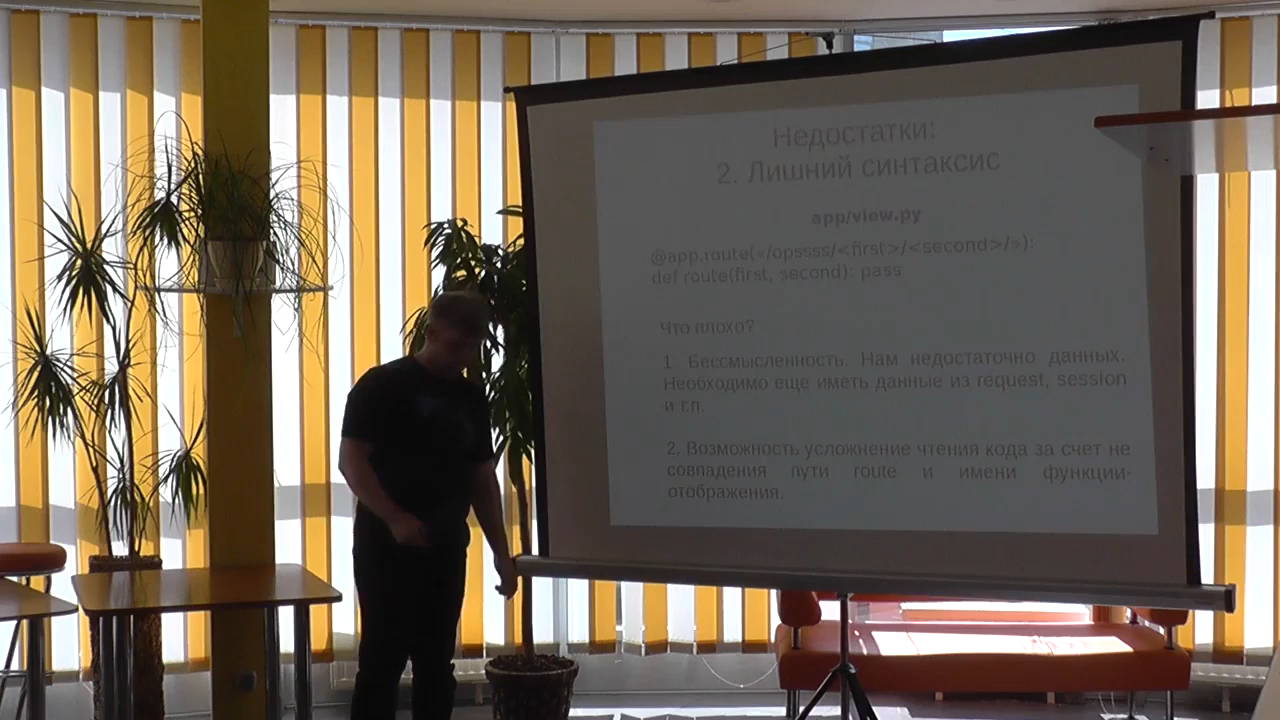 Недостатки:
2. Лишний синтаксис
app/view.py
@app.route(«/opssss/<first>/<second>/»):
def route(first, second): pass
Что плохо?
1. Бессмысленность. Нам недостаточно данных.
Необходимо еще иметь данные из request, session
и т.п.
2. Возможность усложнение чтения кода за счет не
совпадения пути route и имени функции-
отображения.